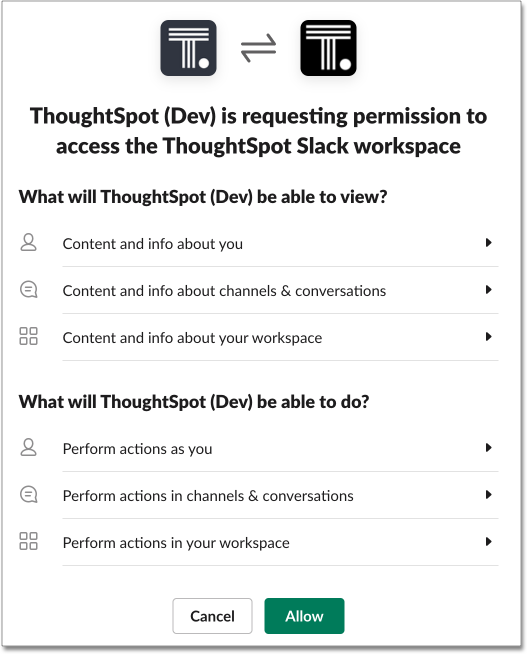 ThoughtSpot (Dev) is requesting permission to
access the ThoughtSpot Slack workspace
What will ThoughtSpot (Dev) be able to view?
Content and info about you
Content and info about channels & conversations
Content and info about your workspace
What will ThoughtSpot (Dev) be able to do?
Perform actions as you
Perform actions in channels & conversations
Perform actions in your workspace
Cancel
Allow